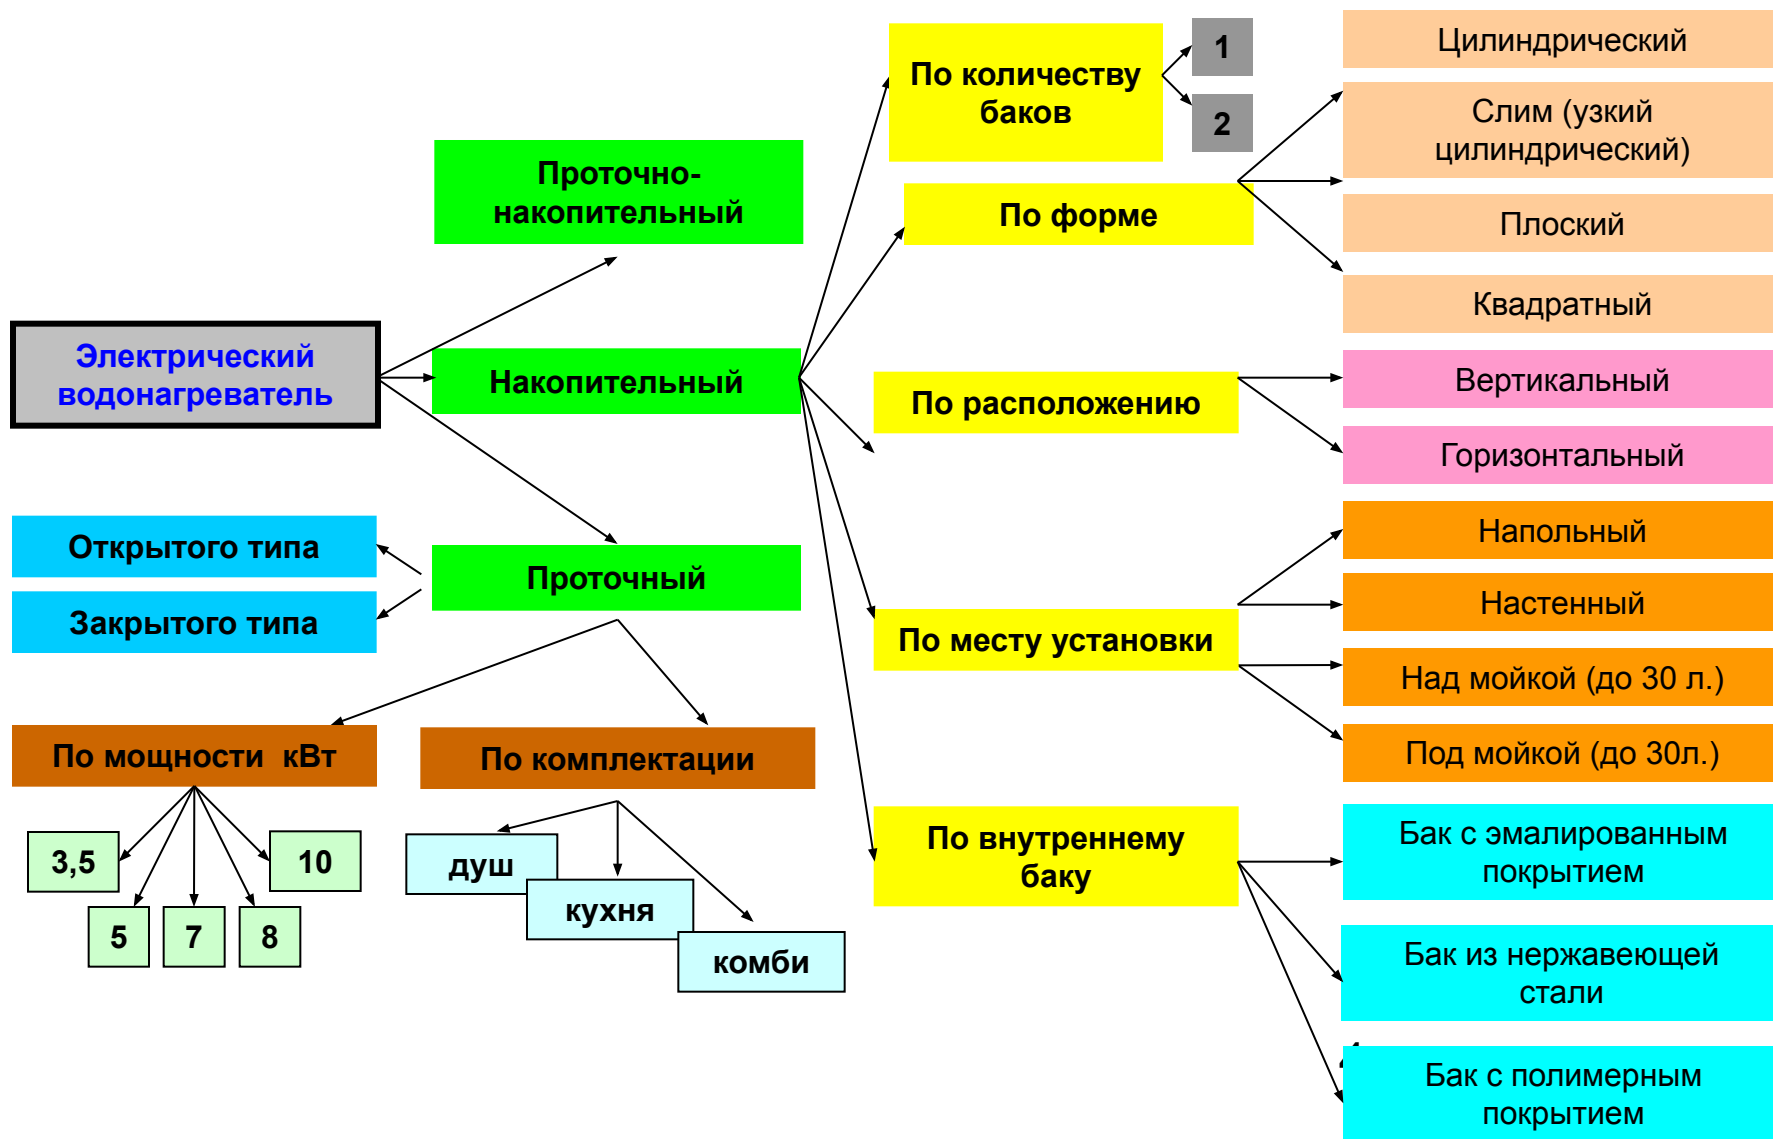 Электрический
водонагреватель
Проточно-
накопительный
Накопительный
Проточный
Открытого типа
Закрытого типа
По мощности  кВт
3,5
5
7
8
10
По комплектации
душ
кухня
комби
По количеству
баков
1
2
По форме
Цилиндрический
Слим (узкий
цилиндрический)
Плоский
Квадратный
По расположению
Вертикальный
Горизонтальный
По месту установки
Напольный
Настенный
Над мойкой (до 30 л.)
Под мойкой (до 30л.)
По внутреннему
баку
Бак с эмалированным
покрытием
Бак из нержавеющей
стали
Бак с полимерным
покрытием